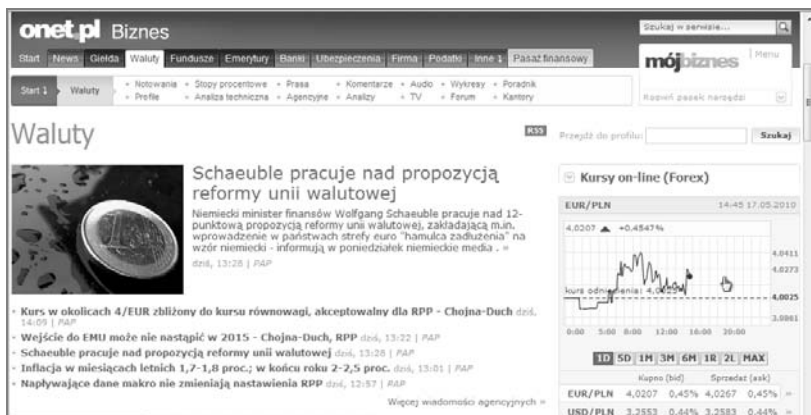 onet.pl Biznes
Szukaj w serwisie...
Start News Giełda Waluty Fundusze Emerytury Banki Ubezpieczenia Firma Podatki Inne Pasaż finansowy
mójbiznes
Menu
Rozwiń pasek narzędzi
Start Waluty
Notowania Stopy procentowe Prasa Komentarze Audio Wykresy Poradnik
Profile Analiza techniczna Agencyjne Analizy TV Forum Kantory
Waluty
RSS
Przejdź do profilu:
Szukaj
Schaeuble pracuje nad propozycją
reformy unii walutowej
Niemiecki minister finansów Wolfgang Schaeuble pracuje nad 12-
punktową propozycją reformy unii walutowej, zakładającą m.in.
wprowadzenie w państwach strefy euro "hamulca zadłużenia" na
wzór niemiecki - informują w poniedziałek niemieckie media . »
dziś, 13:28 | PAP
Kurs w okolicach 4/EUR zbliżony do kursu równowagi, akceptowalny dla RPP - Chojna-Duch dziś,
14:09 | PAP
Wejście do EMU może nie nastąpić w 2015 - Chojna-Duch, RPP dziś, 13:22 | PAP
Schaeuble pracuje nad propozycją reformy unii walutowej dziś, 13:28 | PAP
Inflacja w miesiącach letnich 1,7-1,8 proc.; w końcu roku 2-2,5 proc. dziś, 13:01 | PAP
Napływające dane makro nie zmieniają nastawienia RPP dziś, 12:57 | PAP
Więcej wiadomości agencyjnych »
Kursy on-line (Forex)
EUR/PLN 14:45 17.05.2010
4.0207 ▲ +0.4547%
4.0411
4.0273
kurs odniesienia: 4,0025
4.0025
3.9861
0:00 5:00 8:00 12:00 16:00 20:00
1D 5D 1M 3M 6M 1R 2L MAX
Kupno (bid) Sprzedaż (ask)
EUR/PLN 4,0207 0,45% 4,0267 0,45% »
USD/PLN 3,2553 0,44% 3,2583 0,44% »